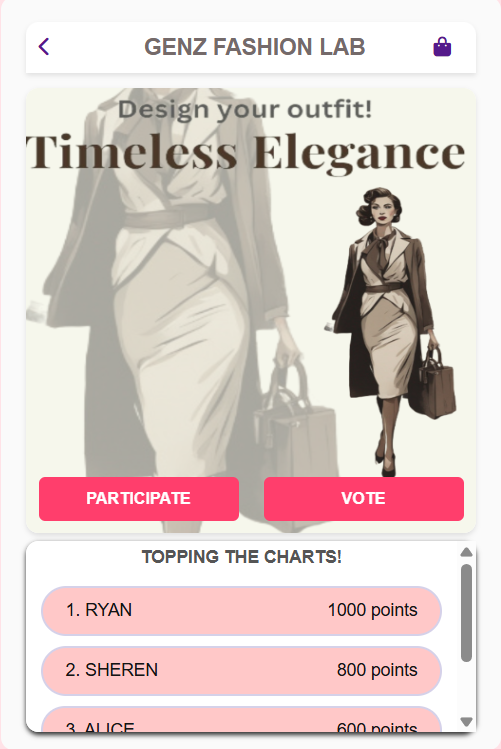 GENZ FASHION LAB
Design your outfit!
Timeless Elegance
PARTICIPATE
VOTE
TOPPING THE CHARTS!
1. RYAN 1000 points
2. SHEREN 800 points
3. ALICE 600 points